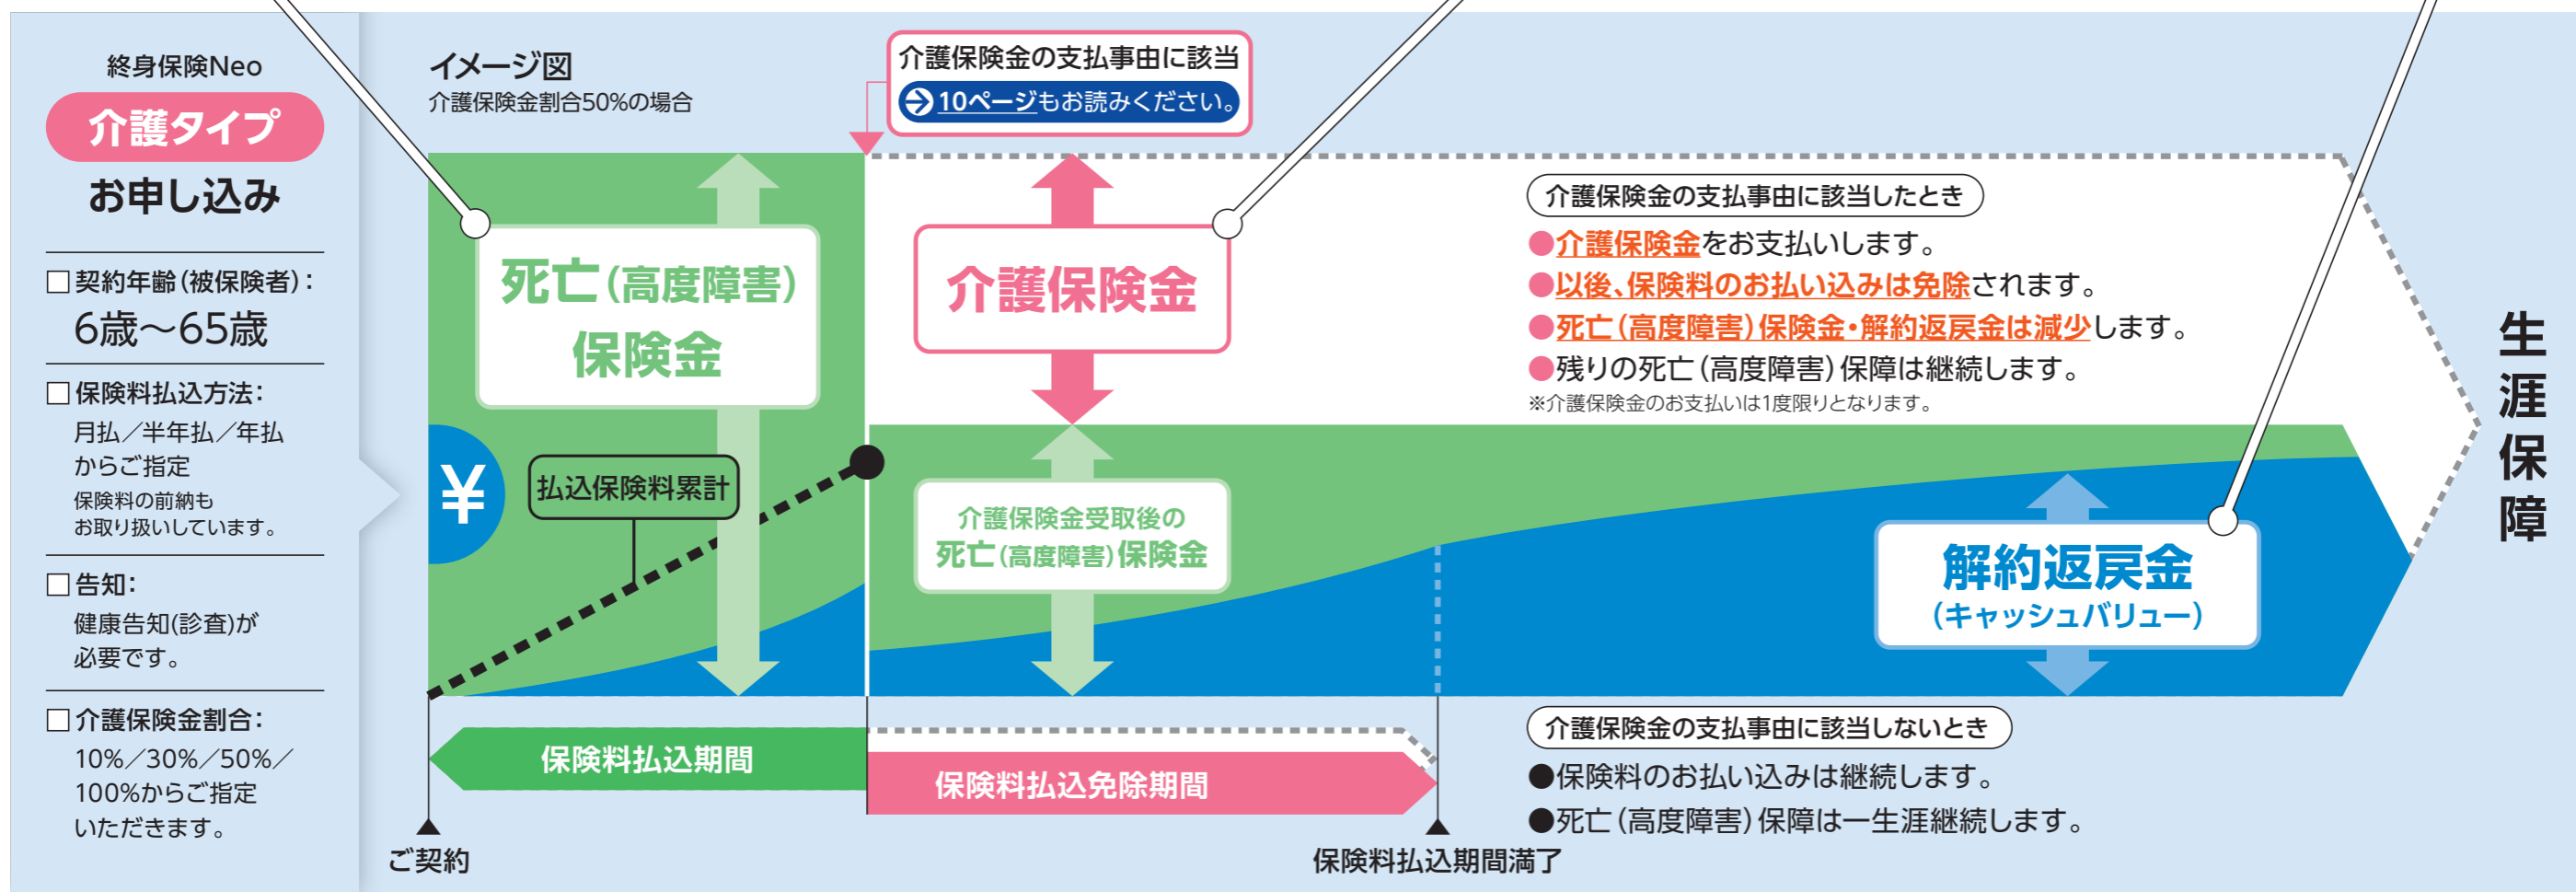 終身保険Neo
介護タイプ
お申し込み
□契約年齢(被保険者):
6歳～65歳
□保険料払込方法:
月払／半年払／年払
からご指定
保険料の前納も
お取り扱いしています。
□告知:
健康告知(診査)が
必要です。
□介護保険金割合:
10%／30%／50%／
100%からご指定
いただきます。
イメージ図
介護保険金割合50%の場合
介護保険金の支払事由に該当
10ページもお読みください。
死亡(高度障害)
保険金
¥
払込保険料累計
介護保険金
介護保険金受取後の
死亡(高度障害)保険金
介護保険金の支払事由に該当したとき
●介護保険金をお支払いします。
●以後、保険料のお払い込みは免除されます。
●死亡(高度障害)保険金・解約返戻金は減少します。
●残りの死亡(高度障害)保障は継続します。
※介護保険金のお支払いは1度限りとなります。
解約返戻金
(キャッシュバリュー)
生涯保障
保険料払込期間
保険料払込免除期間
ご契約
保険料払込期間満了
介護保険金の支払事由に該当しないとき
●保険料のお払い込みは継続します。
●死亡(高度障害)保障は一生涯継続します。